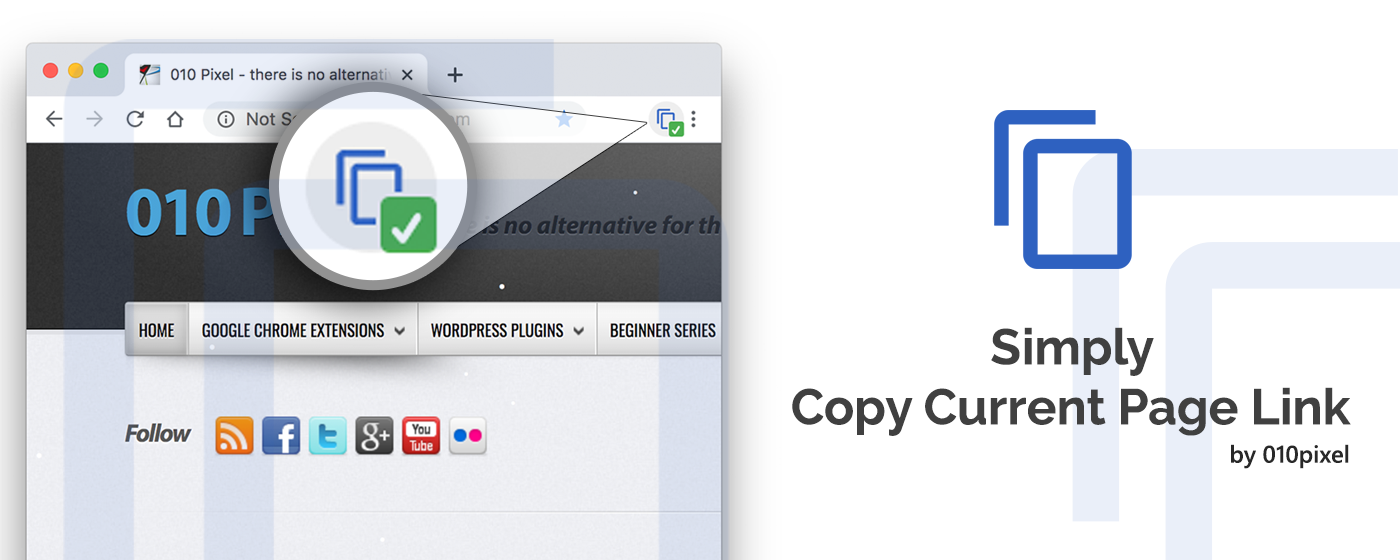 010 Pixel - there is no alternati
Not S
m
010 P
e is no alternative for th
HOME
GOOGLE CHROME EXTENSIONS
WORDPRESS PLUGINS
BEGINNER SERIES
Follow
f
t
g+
You
Tube
Simply
Copy Current Page Link
by 010pixel